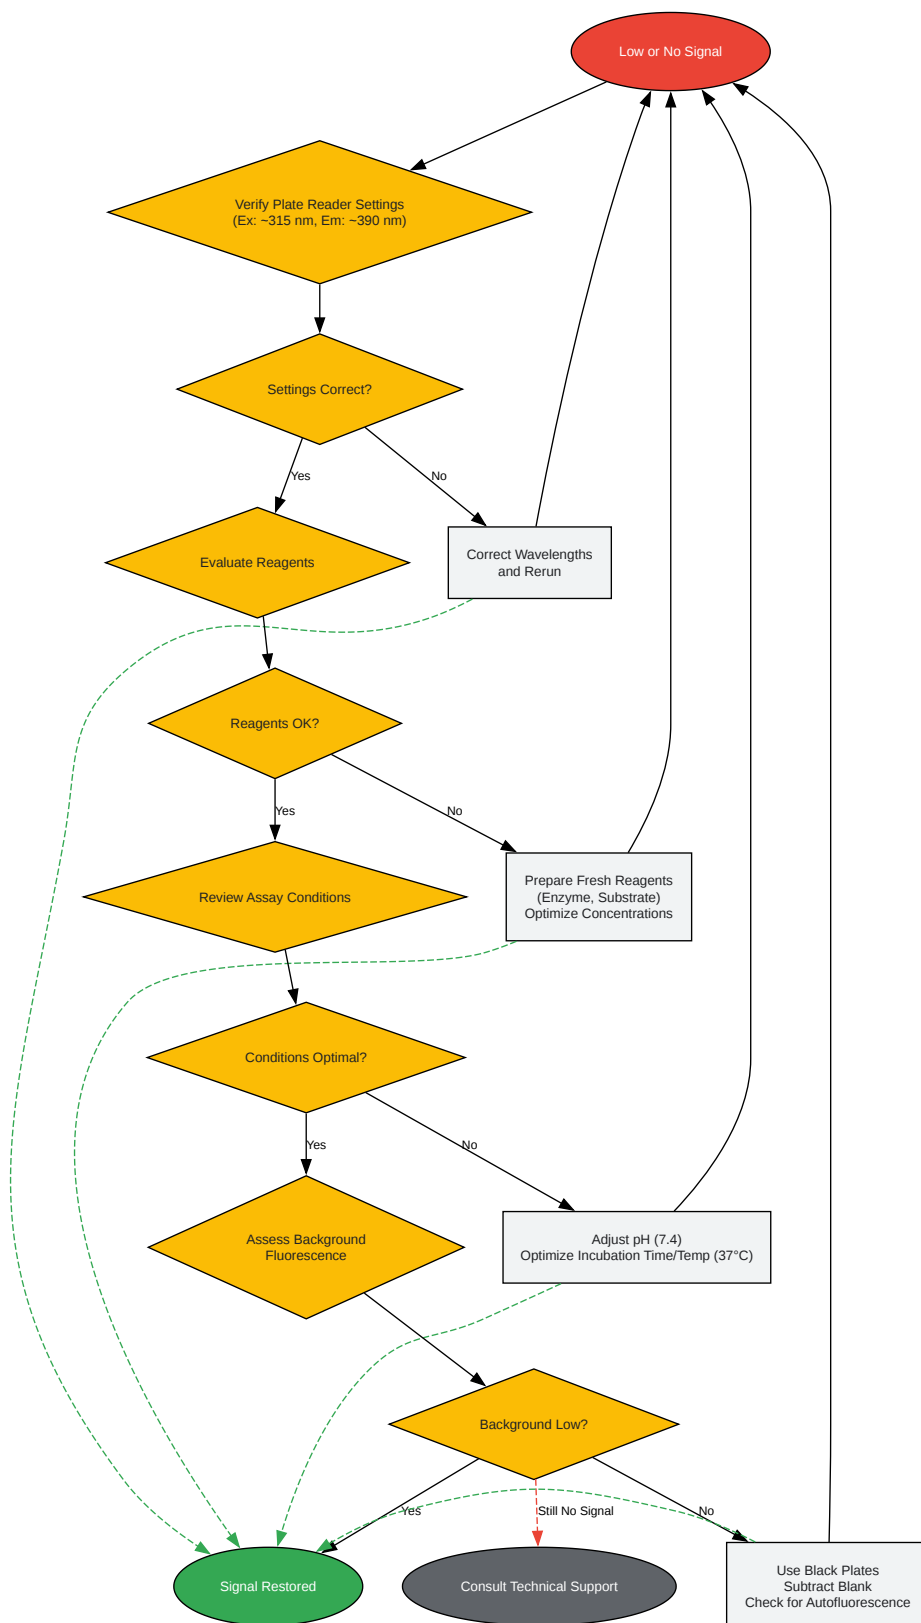 Low or No Signal
Verify Plate Reader Settings
(Ex: ~315 nm, Em: ~390 nm)
Settings Correct?
Yes
No
Evaluate Reagents
Correct Wavelengths
and Rerun
Reagents OK?
Yes
No
Review Assay Conditions
Prepare Fresh Reagents
(Enzyme, Substrate)
Optimize Concentrations
Conditions Optimal?
Yes
No
Assess Background
Fluorescence
Adjust pH (7.4)
Optimize Incubation Time/Temp (37°C)
Background Low?
Yes
Still No Signal
No
Signal Restored
Consult Technical Support
Use Black Plates
Subtract Blank
Check for Autofluorescence